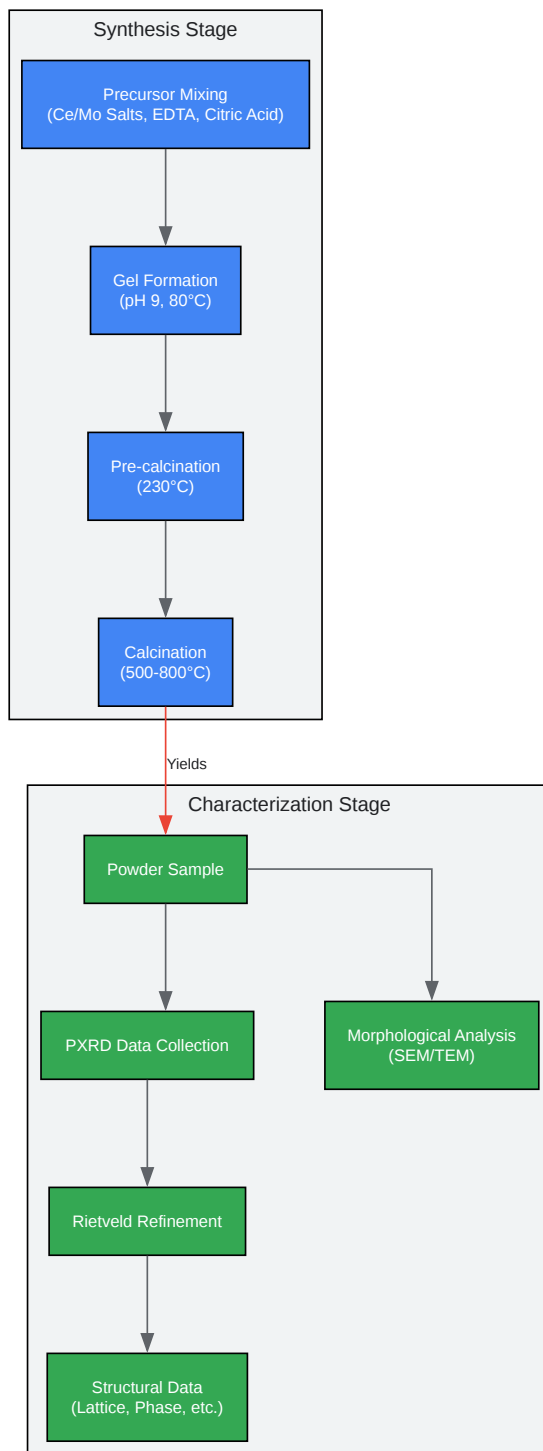 Synthesis Stage
Precursor Mixing
(Ce/Mo Salts, EDTA, Citric Acid)
Gel Formation
(pH 9, 80°C)
Pre-calcination
(230°C)
Calcination
(500-800°C)
Yields
Characterization Stage
Powder Sample
PXRD Data Collection
Morphological Analysis
(SEM/TEM)
Rietveld Refinement
Structural Data
(Lattice, Phase, etc.)